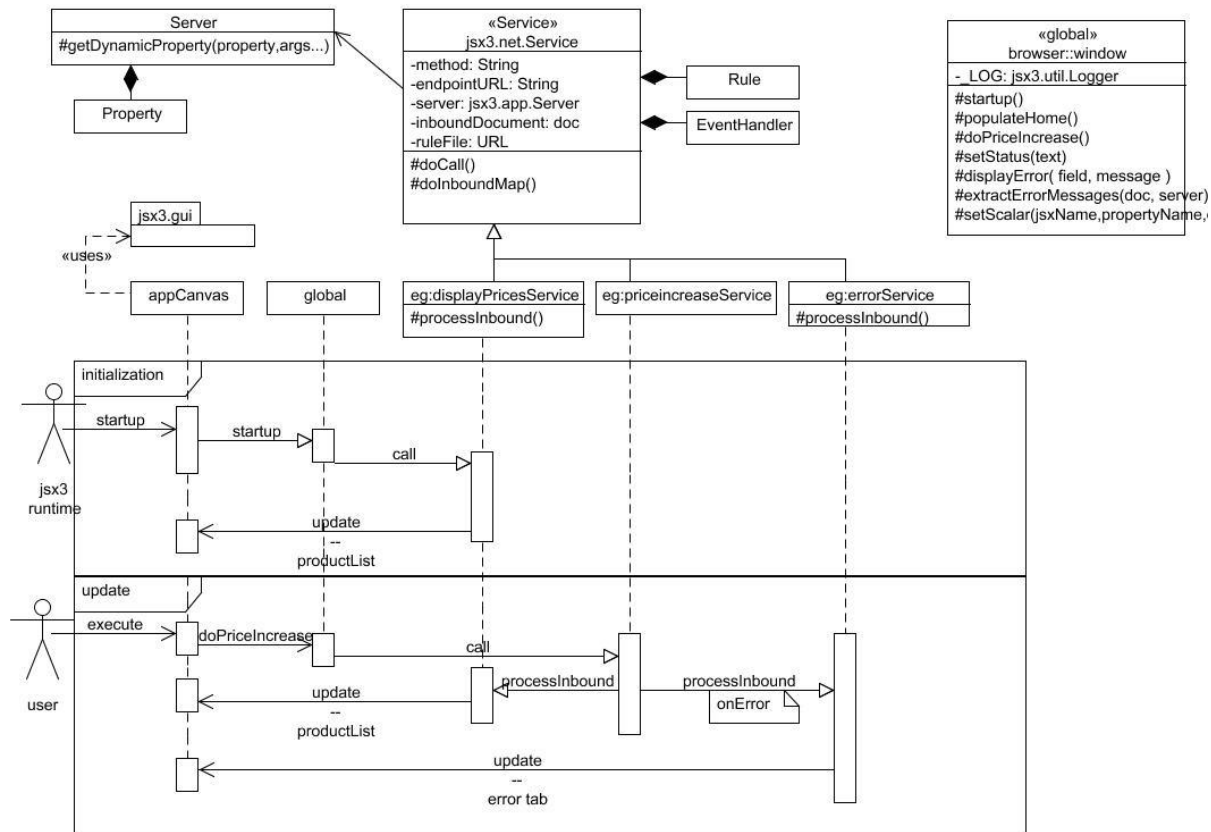 Server
#getDynamicProperty(property,args...)
Property
«Service»
jsx3.net.Service
-method: String
-endpointURL: String
-server: jsx3.app.Server
-inboundDocument: doc
-ruleFile: URL
#doCall()
#doInboundMap()
Rule
EventHandler
«global»
browser::window
-_LOG: jsx3.util.Logger
#startup()
#populateHome()
#doPriceIncrease()
#setStatus(text)
#displayError( field, message )
#extractErrorMessages(doc, server)
#setScalar(jsxName,propertyName,
jsx3.gui
«uses»
appCanvas
global
eg:displayPricesService
#processInbound()
eg:priceincreaseService
eg:errorService
#processInbound()
initialization
startup
startup
call
jsx3
runtime
update
--
productList
update
execute
doPriceIncrease
call
processInbound
processInbound
onError
user
update
--
productList
update
--
error tab